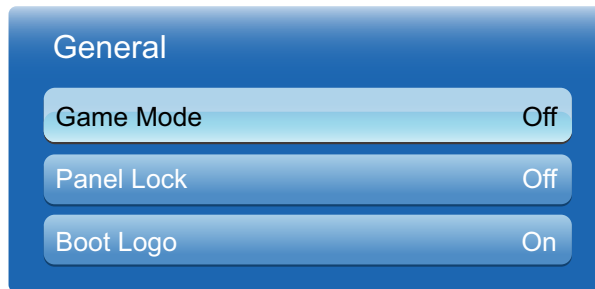 General
Game Mode Off
Panel Lock Off
Boot Logo On